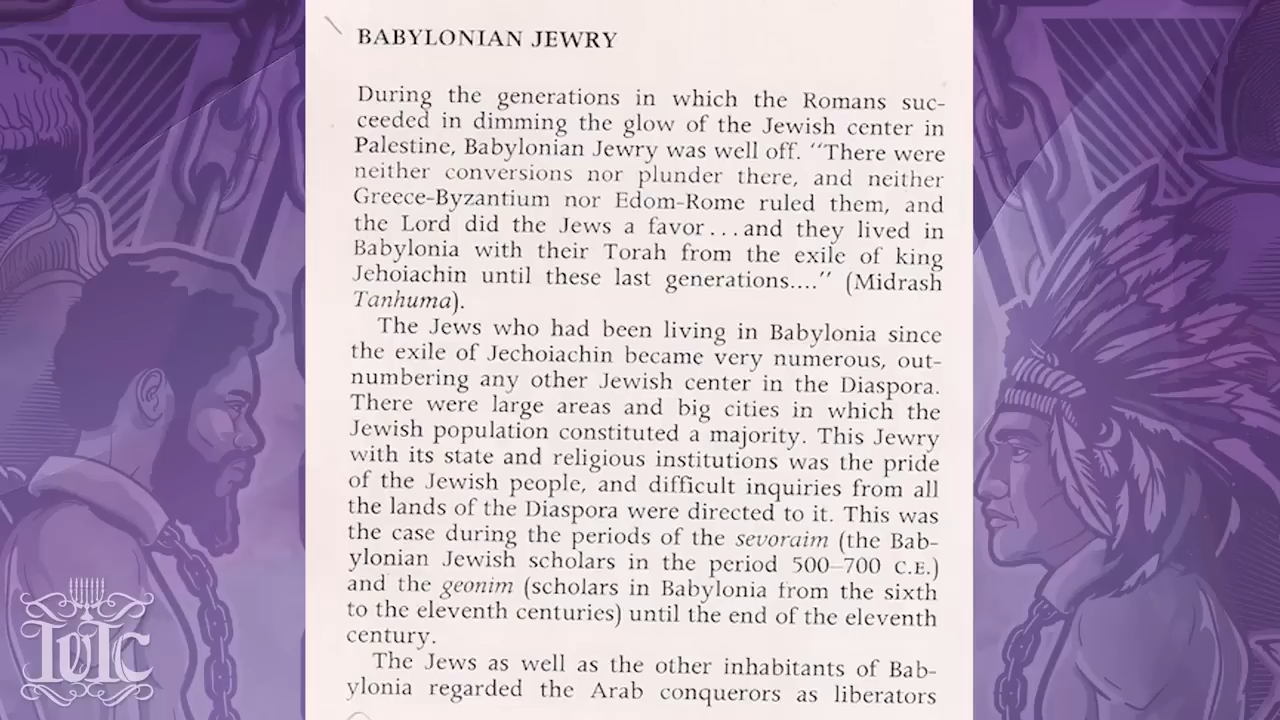 BABYLONIAN JEWRY
During the generations in which the Romans suc-
ceeded in dimming the glow of the Jewish center in
Palestine, Babylonian Jewry was well off. “There were
neither conversions nor plunder there, and neither
Greece-Byzantium nor Edom-Rome ruled them, and
the Lord did the Jews a favor...and they lived in
Babylonia with their Torah from the exile of king
Jehoiachin until these last generations....” (Midrash
Tanhuma).
The Jews who had been living in Babylonia since
the exile of Jechoiachin became very numerous, out-
numbering any other Jewish center in the Diaspora.
There were large areas and big cities in which the
Jewish population constituted a majority. This Jewry
with its state and religious institutions was the pride
of the Jewish people, and difficult inquiries from all
the lands of the Diaspora were directed to it. This was
the case during the periods of the sevoraim (the Bab-
ylonian Jewish scholars in the period 500–700 C.E.)
and the geonim (scholars in Babylonia from the sixth
to the eleventh centuries) until the end of the eleventh
century.
The Jews as well as the other inhabitants of Bab-
ylonia regarded the Arab conquerors as liberators
IUIC